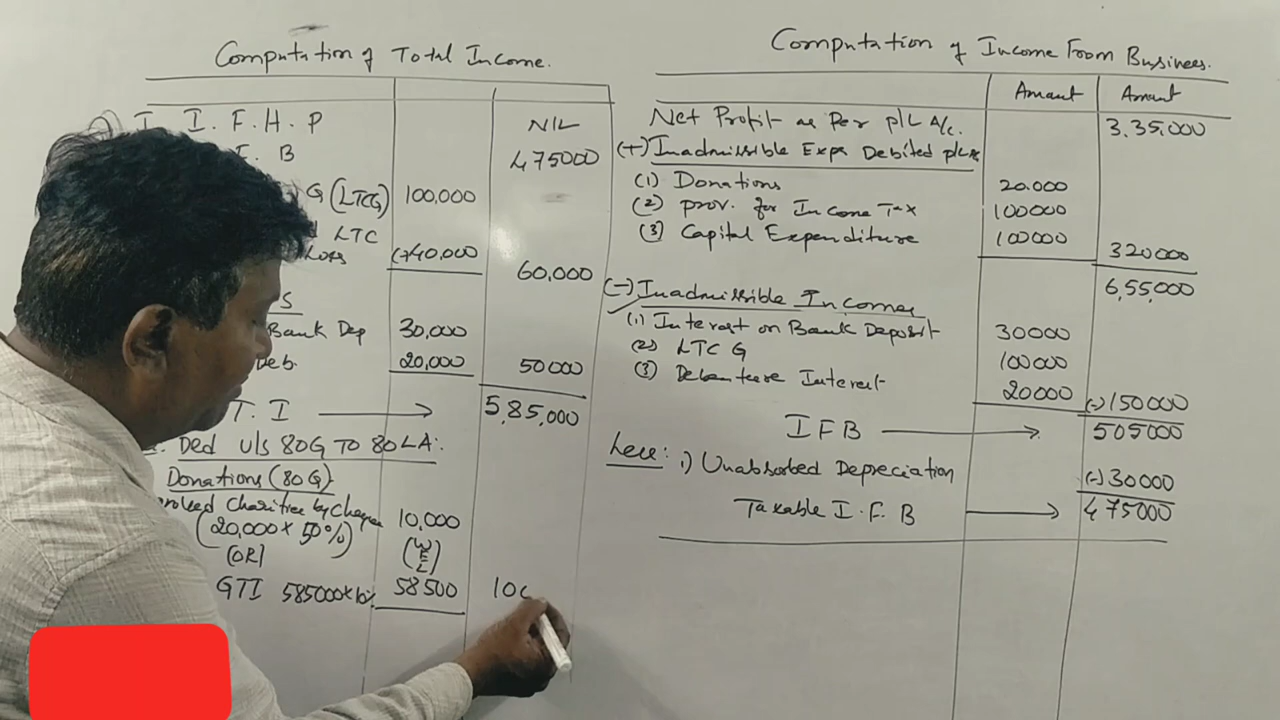 Computation of Total Income.
I. I. F. H. P NIL
F. B 475000
G (LTCG) 100,000
LTC
Loss (-)40,000 60,000
S
Bank Dep 30,000
Deb. 20,000 50000
T. I → 5,85,000
Ded u/s 80G TO 80LA:
Donations (80G)
Charities by Cheque 10,000
(20,000 x 50%)
(OR) (WEL)
GTI 585000x10% 58500 10
Computation of Income From Business.
Amount Amount
Net Profit as Per P/L A/c. 3,35,000
(+) Inadmissible Exps Debited p/L A/c
(1) Donations 20.000
(2) prov. for Income Tax 100000
(3) Capital Expenditure 100000 320000
6,55,000
(-) Inadmissible Incomes
(1) Interest on Bank Deposit 30000
(2) LTC G 100000
(3) Debenture Interest 20000 (-)150000
I F B → 505000
Less: 1) Unabsorbed Depreciation (-)30000
Taxable I. F. B → 475000